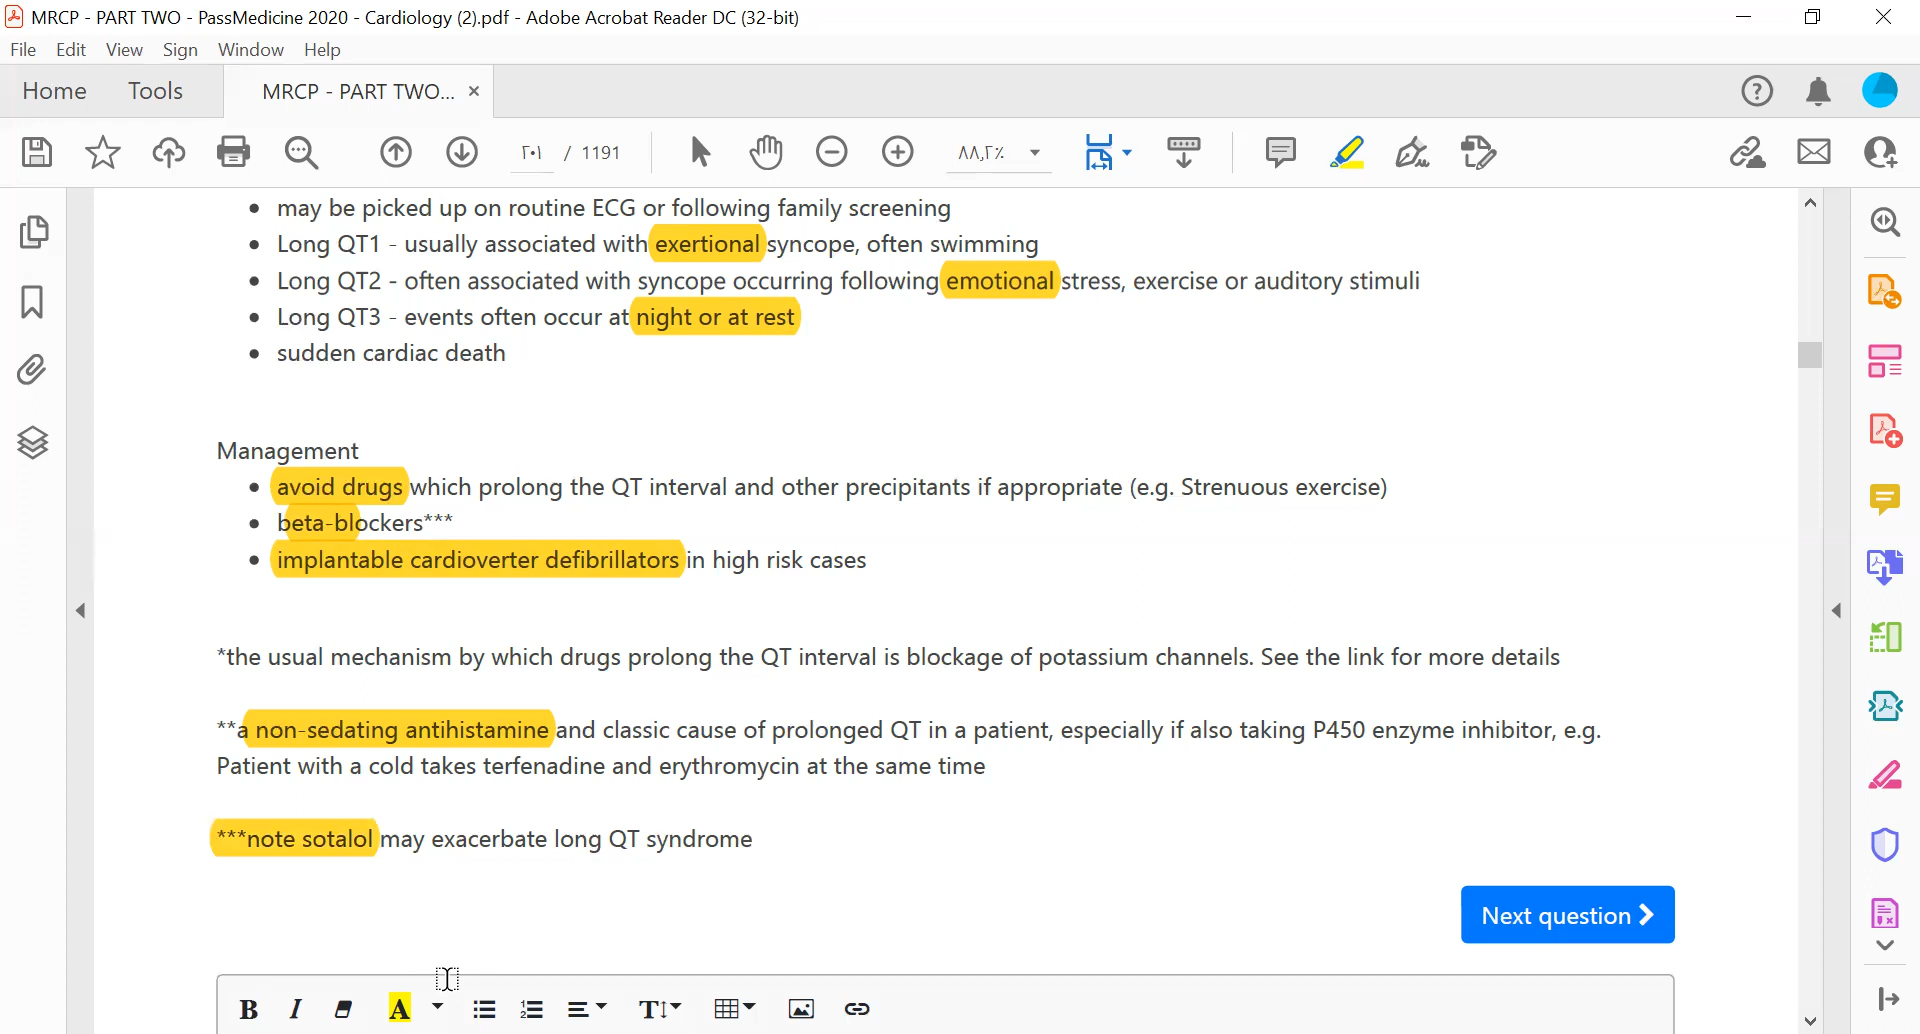 MRCP - PART TWO - PassMedicine 2020 - Cardiology (2).pdf - Adobe Acrobat Reader DC (32-bit)
File Edit View Sign Window Help
Home Tools MRCP - PART TWO... ×
٢٠١ / 1191 ٨٨,٢٪
• may be picked up on routine ECG or following family screening
• Long QT1 - usually associated with exertional syncope, often swimming
• Long QT2 - often associated with syncope occurring following emotional stress, exercise or auditory stimuli
• Long QT3 - events often occur at night or at rest
• sudden cardiac death
Management
• avoid drugs which prolong the QT interval and other precipitants if appropriate (e.g. Strenuous exercise)
• beta-blockers***
• implantable cardioverter defibrillators in high risk cases
*the usual mechanism by which drugs prolong the QT interval is blockage of potassium channels. See the link for more details
**a non-sedating antihistamine and classic cause of prolonged QT in a patient, especially if also taking P450 enzyme inhibitor, e.g.
Patient with a cold takes terfenadine and erythromycin at the same time
***note sotalol may exacerbate long QT syndrome
Next question
B I A T